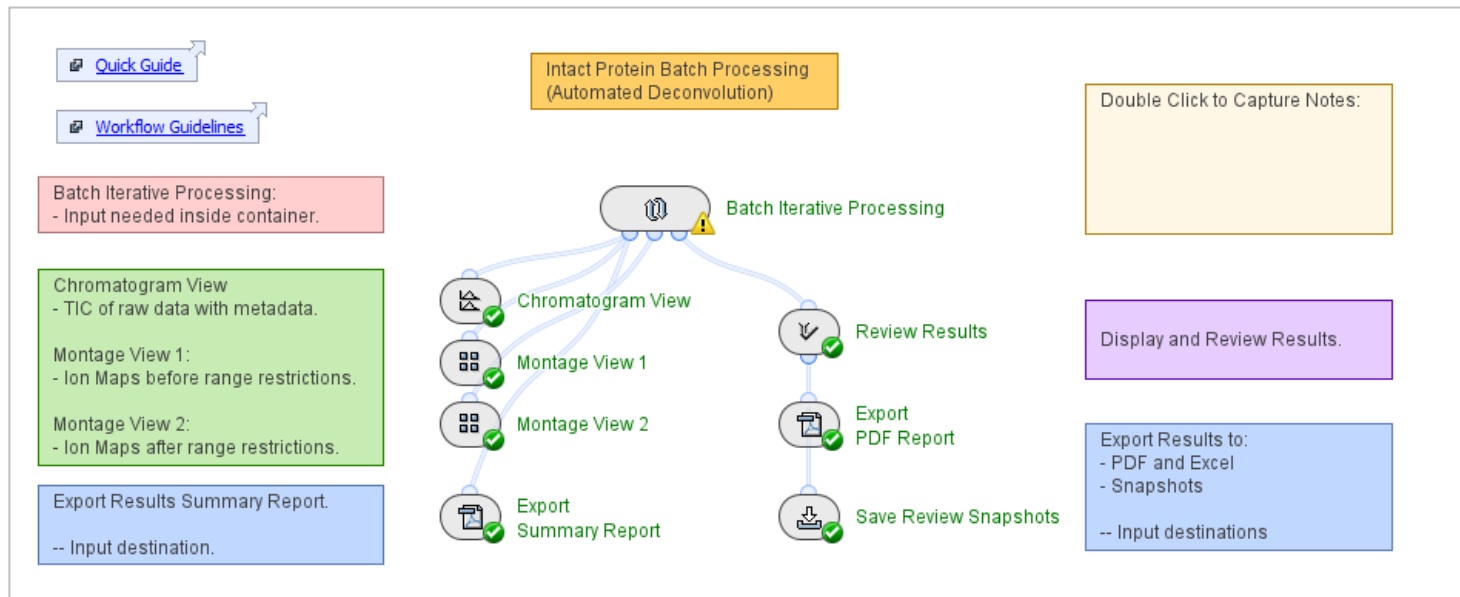 Quick Guide
Workflow Guidelines
Intact Protein Batch Processing
(Automated Deconvolution)
Double Click to Capture Notes:
Batch Iterative Processing:
- Input needed inside container.
Batch Iterative Processing
Chromatogram View
- TIC of raw data with metadata.
Montage View 1:
- Ion Maps before range restrictions.
Montage View 2:
- Ion Maps after range restrictions.
Chromatogram View
Montage View 1
Montage View 2
Review Results
Display and Review Results.
Export
PDF Report
Export Results to:
- PDF and Excel
- Snapshots
-- Input destinations
Export Results Summary Report.
-- Input destination.
Export
Summary Report
Save Review Snapshots